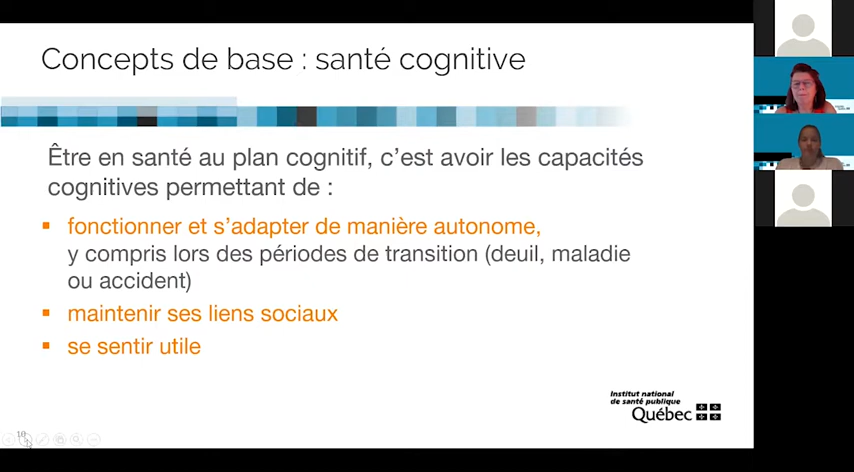 Concepts de base : santé cognitive
Être en santé au plan cognitif, c’est avoir les capacités
cognitives permettant de :
fonctionner et s’adapter de manière autonome,
y compris lors des périodes de transition (deuil, maladie
ou accident)
maintenir ses liens sociaux
se sentir utile
Institut national
de santé publique
Québec
10